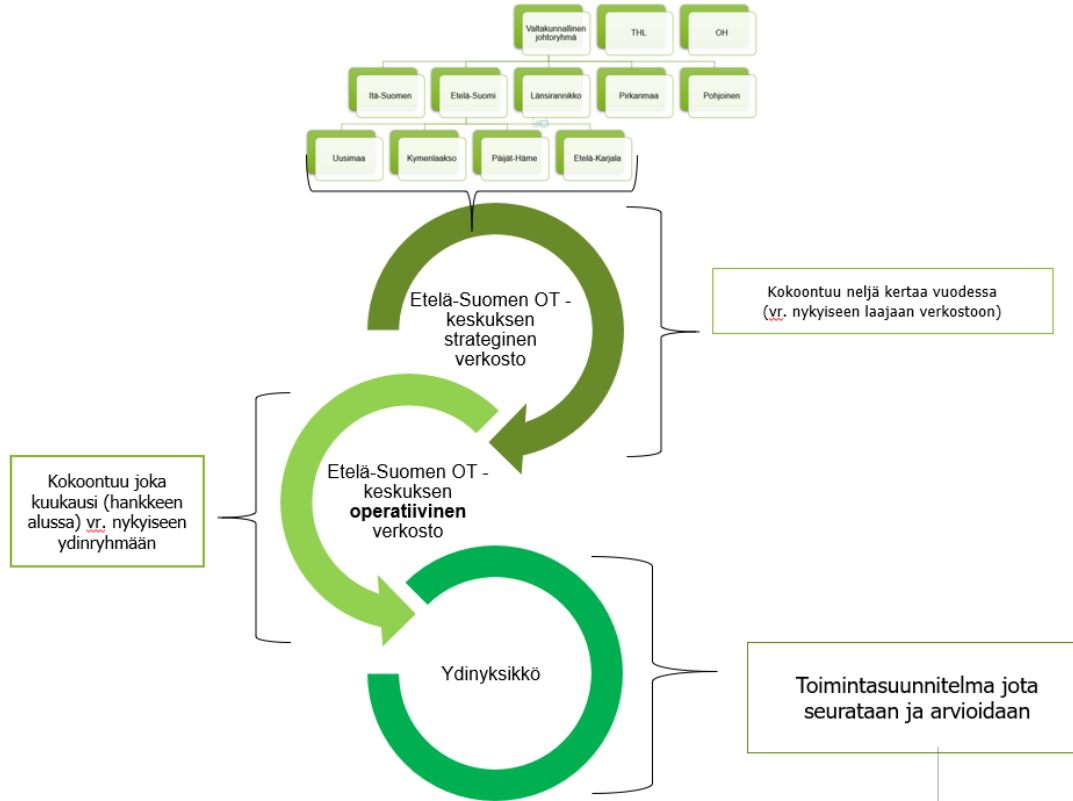 Valtakunnallinen
johtoryhmä
THL
OH
Itä-Suomen
Etelä-Suomi
Länsirannikko
Pirkanmaa
Pohjoinen
Uusimaa
Kymenlaakso
Päijät-Häme
Etelä-Karjala
Etelä-Suomen OT -
keskuksen
strateginen
verkosto
Kokoontuu neljä kertaa vuodessa
(vr. nykyiseen laajaan verkostoon)
Etelä-Suomen OT -
keskuksen
operatiivinen
verkosto
Kokoontuu joka
kuukausi (hankkeen
alussa) vr. nykyiseen
ydinryhmään
Ydinyksikkö
Toimintasuunnitelma jota
seurataan ja arvioidaan